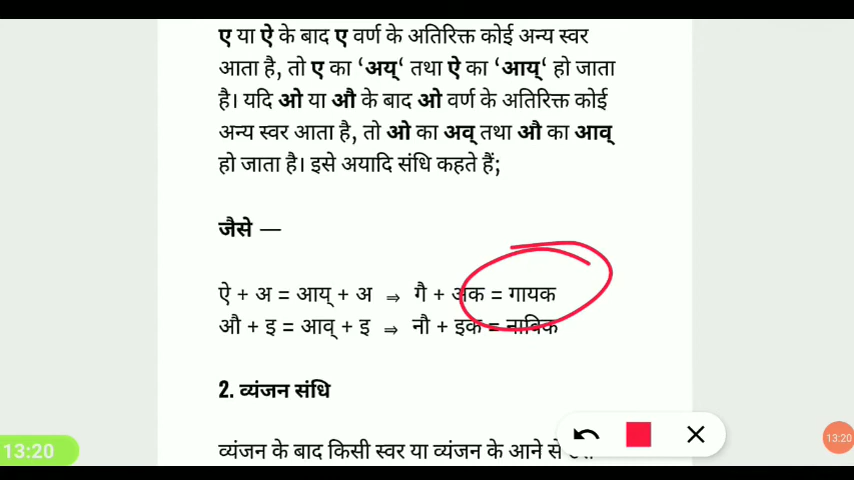 ए या ऐ के बाद ए वर्ण के अतिरिक्त कोई अन्य स्वर
आता है, तो ए का ‘अय्‘ तथा ऐ का ‘आय्‘ हो जाता
है। यदि ओ या औ के बाद ओ वर्ण के अतिरिक्त कोई
अन्य स्वर आता है, तो ओ का अव् तथा औ का आव्
हो जाता है। इसे अयादि संधि कहते हैं;
जैसे —
ऐ + अ = आय् + अ ⇒ गै + अक = गायक
औ + इ = आव् + इ ⇒ नौ + इक = नाविक
2. व्यंजन संधि
व्यंजन के बाद किसी स्वर या व्यंजन के आने से
13:20
13:20